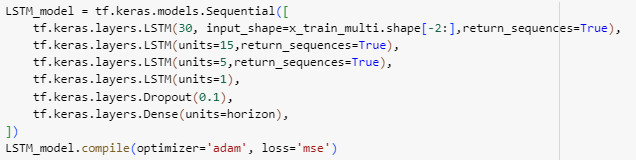 LSTM_model = tf.keras.models.Sequential([
    tf.keras.layers.LSTM(30, input_shape=x_train_multi.shape[-2:],return_sequences=True),
    tf.keras.layers.LSTM(units=15,return_sequences=True),
    tf.keras.layers.LSTM(units=5,return_sequences=True),
    tf.keras.layers.LSTM(units=1),
    tf.keras.layers.Dropout(0.1),
    tf.keras.layers.Dense(units=horizon),
])
LSTM_model.compile(optimizer='adam', loss='mse')